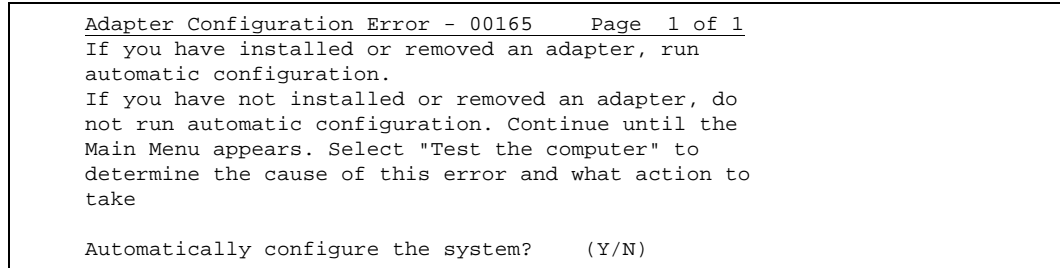 Adapter Configuration Error - 00165     Page  1 of 1
If you have installed or removed an adapter, run
automatic configuration.
If you have not installed or removed an adapter, do
not run automatic configuration. Continue until the
Main Menu appears. Select "Test the computer" to
determine the cause of this error and what action to
take
Automatically configure the system?    (Y/N)